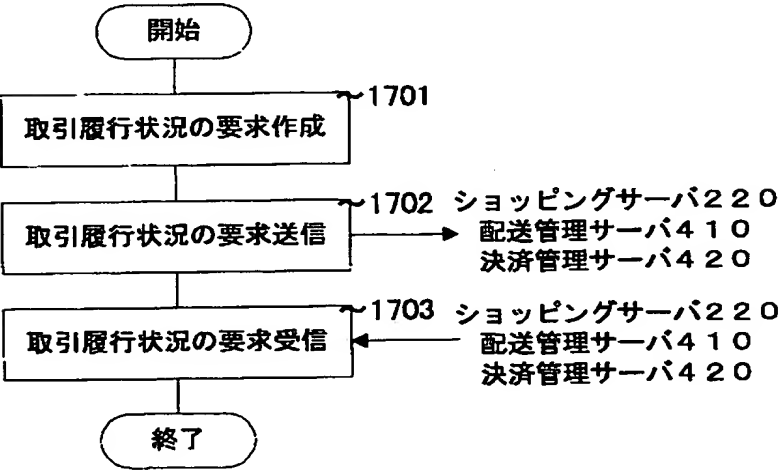 開始
1701
取引履行状況の要求作成
1702
取引履行状況の要求送信
ショッピングサーバ２２０
配送管理サーバ４１０
決済管理サーバ４２０
1703
取引履行状況の要求受信
ショッピングサーバ２２０
配送管理サーバ４１０
決済管理サーバ４２０
終了